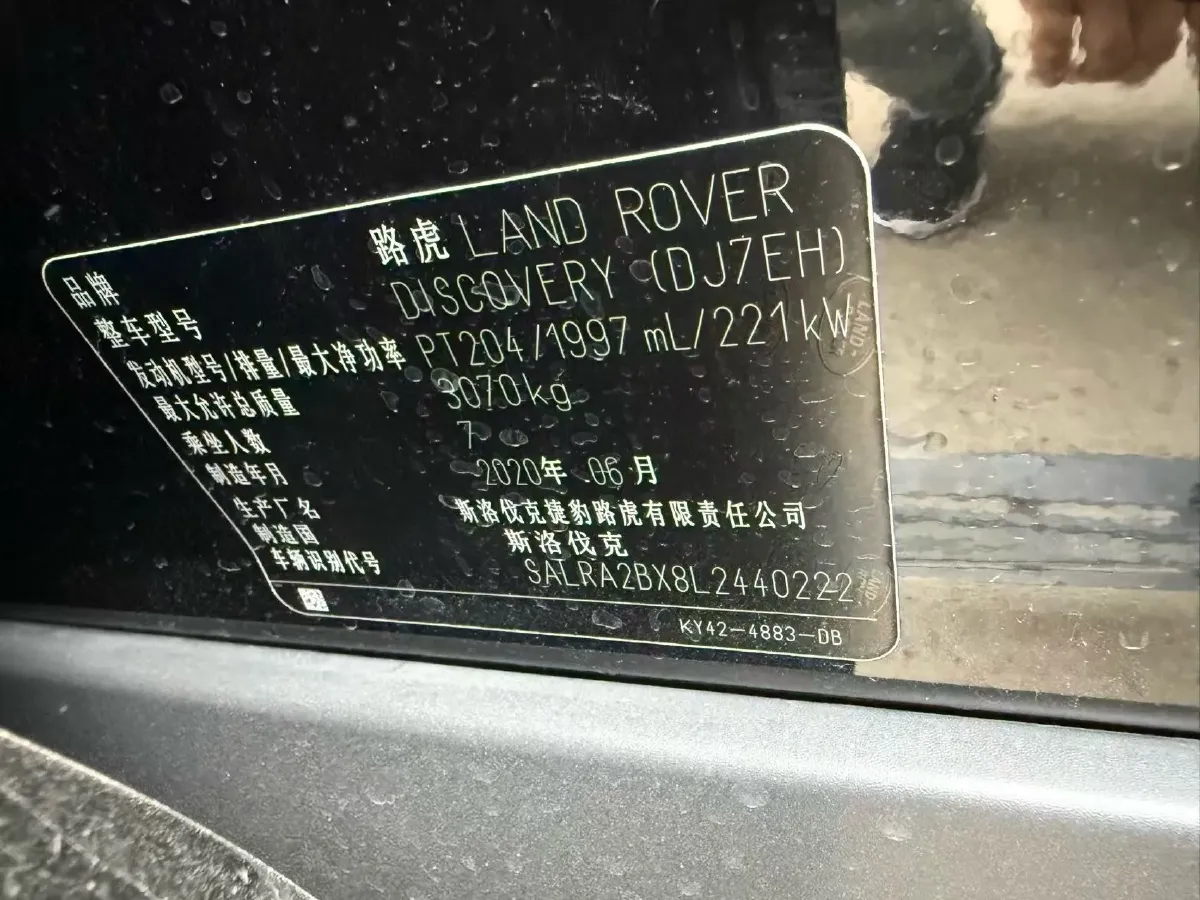 品牌 路虎 LAND ROVER
整车型号 DISCOVERY (DJ7EH)
发动机型号/排量/最大净功率 PT204/1997 mL/221kW
最大允许总质量 3070kg
乘坐人数 7
制造年月 2020年 06月
生产厂名 斯洛伐克捷豹路虎有限责任公司
制造国 斯洛伐克
车辆识别代号 SALRA2BX8L2440222
KY42-4883-DB